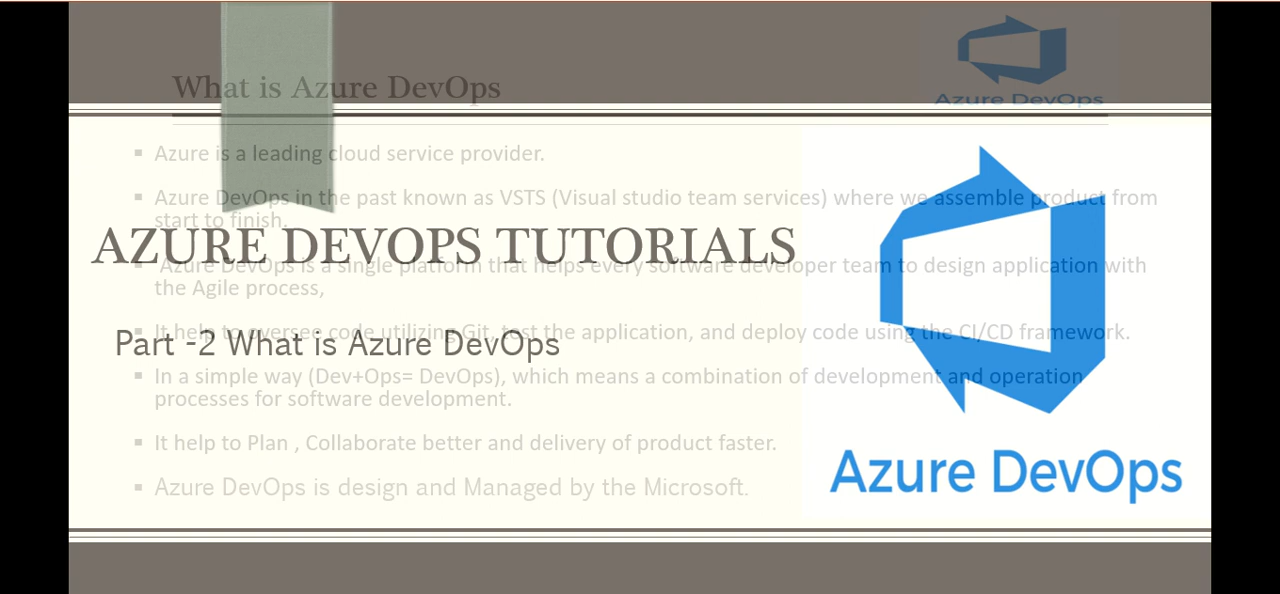 What is Azure DevOps
Azure DevOps
▪ Azure is a leading cloud service provider.
▪ Azure DevOps in the past known as VSTS (Visual studio team services) where we assemble product from
start to finish.
AZURE DEVOPS TUTORIALS
▪ Azure DevOps is a single platform that helps every software developer team to design application with
the Agile process,
▪ It help to oversee code utilizing Git, test the application, and deploy code using the CI/CD framework.
Part -2 What is Azure DevOps
▪ In a simple way (Dev+Ops= DevOps), which means a combination of development and operation
processes for software development.
▪ It help to Plan , Collaborate better and delivery of product faster.
▪ Azure DevOps is design and Managed by the Microsoft.
Azure DevOps